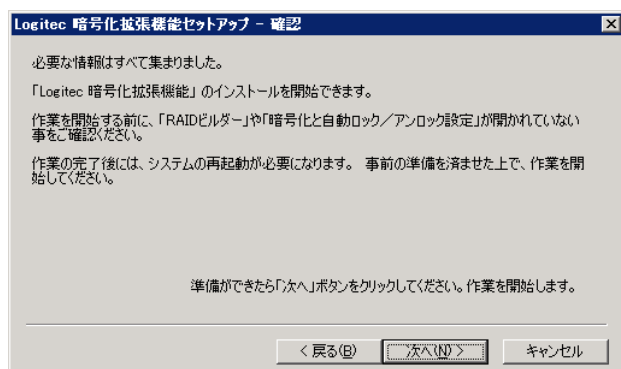 Logitec 暗号化拡張機能セットアップ - 確認
必要な情報はすべて集まりました。
「Logitec 暗号化拡張機能」 のインストールを開始できます。
作業を開始する前に、「RAIDビルダー」や「暗号化と自動ロック／アンロック設定」が開かれていない
事をご確認ください。
作業の完了後には、システムの再起動が必要になります。 事前の準備を済ませた上で、作業を開
始してください。
準備ができたら「次へ」ボタンをクリックしてください。作業を開始します。
< 戻る(B)
次へ(N) >
キャンセル